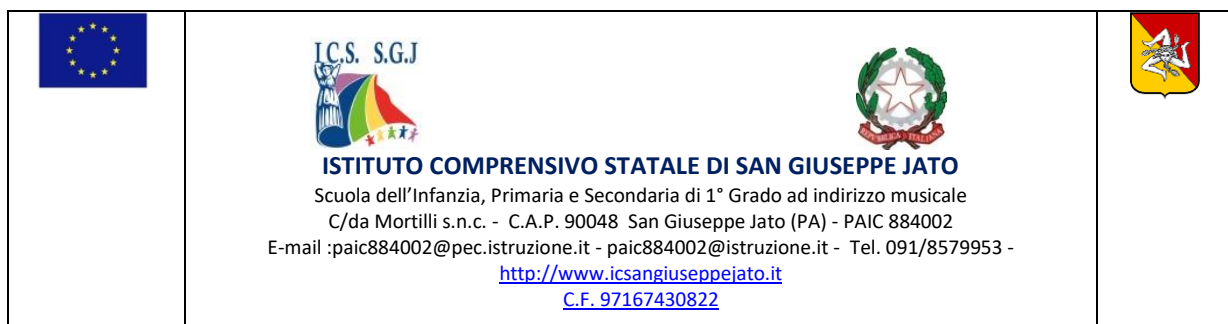 I.C.S. S.G.J
REPVBBLICA ITALIANA
ISTITUTO COMPRENSIVO STATALE DI SAN GIUSEPPE JATO
Scuola dell'Infanzia, Primaria e Secondaria di 1° Grado ad indirizzo musicale
C/da Mortilli s.n.c. - C.A.P. 90048 San Giuseppe Jato (PA) - PAIC 884002
E-mail :paic884002@pec.istruzione.it - paic884002@istruzione.it - Tel. 091/8579953 -
http://www.icsangiuseppejato.it
C.F. 97167430822